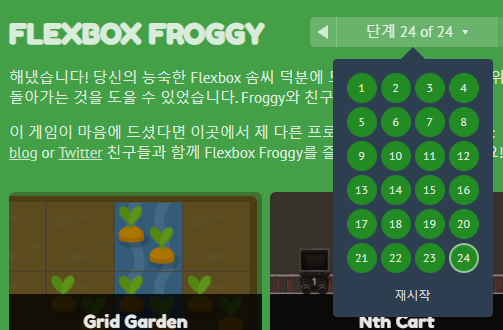 FLEXBOX FROGGY
단계 24 of 24
해냈습니다! 당신의 능숙한 Flexbox 솜씨 덕분에
돌아가는 것을 도울 수 있었습니다. Froggy와 친구
이 게임이 마음에 드셨다면 이곳에서 제 다른 프로
blog or Twitter 친구들과 함께 Flexbox Froggy를 즐
1 2 3 4
5 6 7 8
9 10 11 12
13 14 15 16
17 18 19 20
21 22 23 24
재시작
1
Grid Garden
Nth Cart